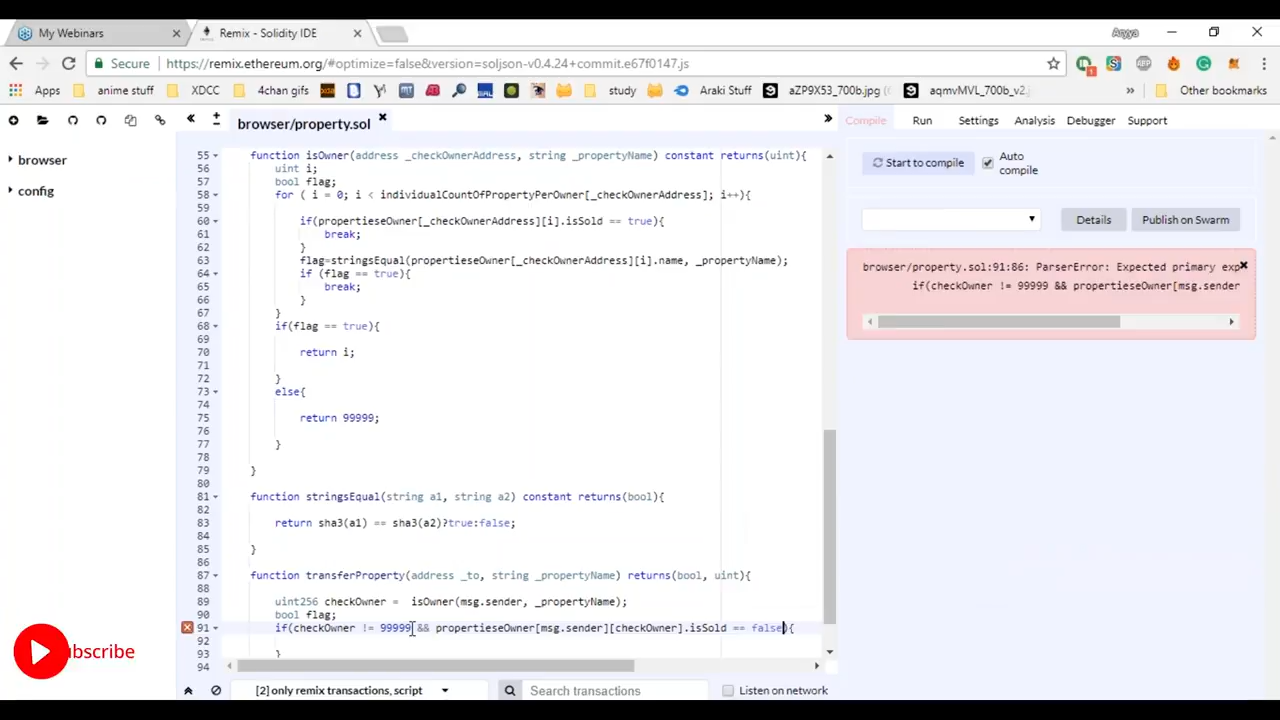 My Webinars
Remix - Solidity IDE
Secure
https://remix.ethereum.org/#optimize=false&version=soljson-v0.4.24+commit.e67f0147.js
Apps
anime stuff
XDCC
4chan gifs
study
Araki Stuff
aZP9X53_700b.jpg (
aqmvMVL_700b_v2.j
Other bookmarks
browser/property.sol
Compile
Run
Settings
Analysis
Debugger
Support
browser
config
Start to compile
Auto compile
Details
Publish on Swarm
browser/property.sol:91:86: ParserError: Expected primary exp
if(checkOwner != 99999 && propertieseOwner[msg.sender
55 function isOwner(address _checkOwnerAddress, string _propertyName) constant returns(uint){
56 uint i;
57 bool flag;
58 for ( i = 0; i < individualCountOfPropertyPerOwner[_checkOwnerAddress]; i++){
59
60 if(propertieseOwner[_checkOwnerAddress][i].isSold == true){
61 break;
62 }
63 flag=stringsEqual(propertieseOwner[_checkOwnerAddress][i].name, _propertyName);
64 if (flag == true){
65 break;
66 }
67 }
68 if(flag == true){
69
70 return i;
71
72 }
73 else{
74
75 return 99999;
76
77 }
78
79 }
80
81 function stringsEqual(string a1, string a2) constant returns(bool){
82
83 return sha3(a1) == sha3(a2)?true:false;
84
85 }
86
87 function transferProperty(address _to, string _propertyName) returns(bool, uint){
88
89 uint256 checkOwner = isOwner(msg.sender, _propertyName);
90 bool flag;
91 if(checkOwner != 99999 && propertieseOwner[msg.sender][checkOwner].isSold == false){
92
93 }
94
[2] only remix transactions, script
Search transactions
Listen on network
ubscribe